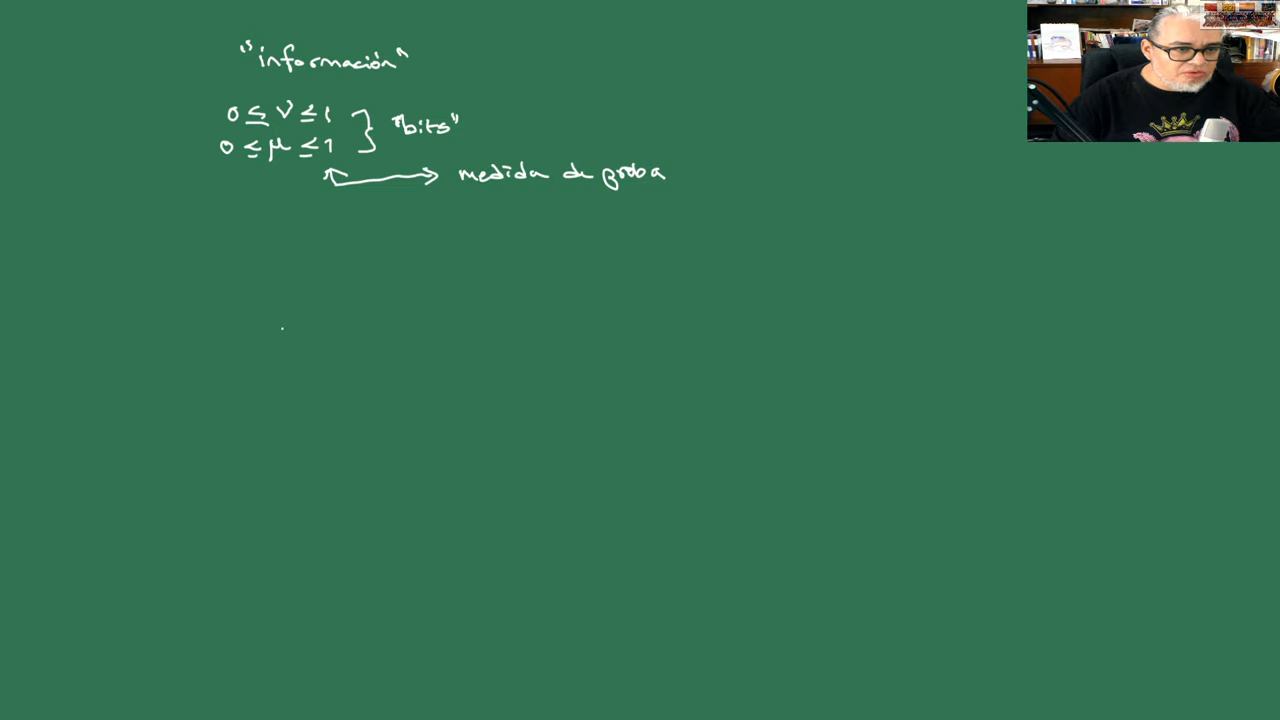 "información"
0 ≤ ν ≤ 1
0 ≤ μ ≤ 1
"bits"
medida de proba